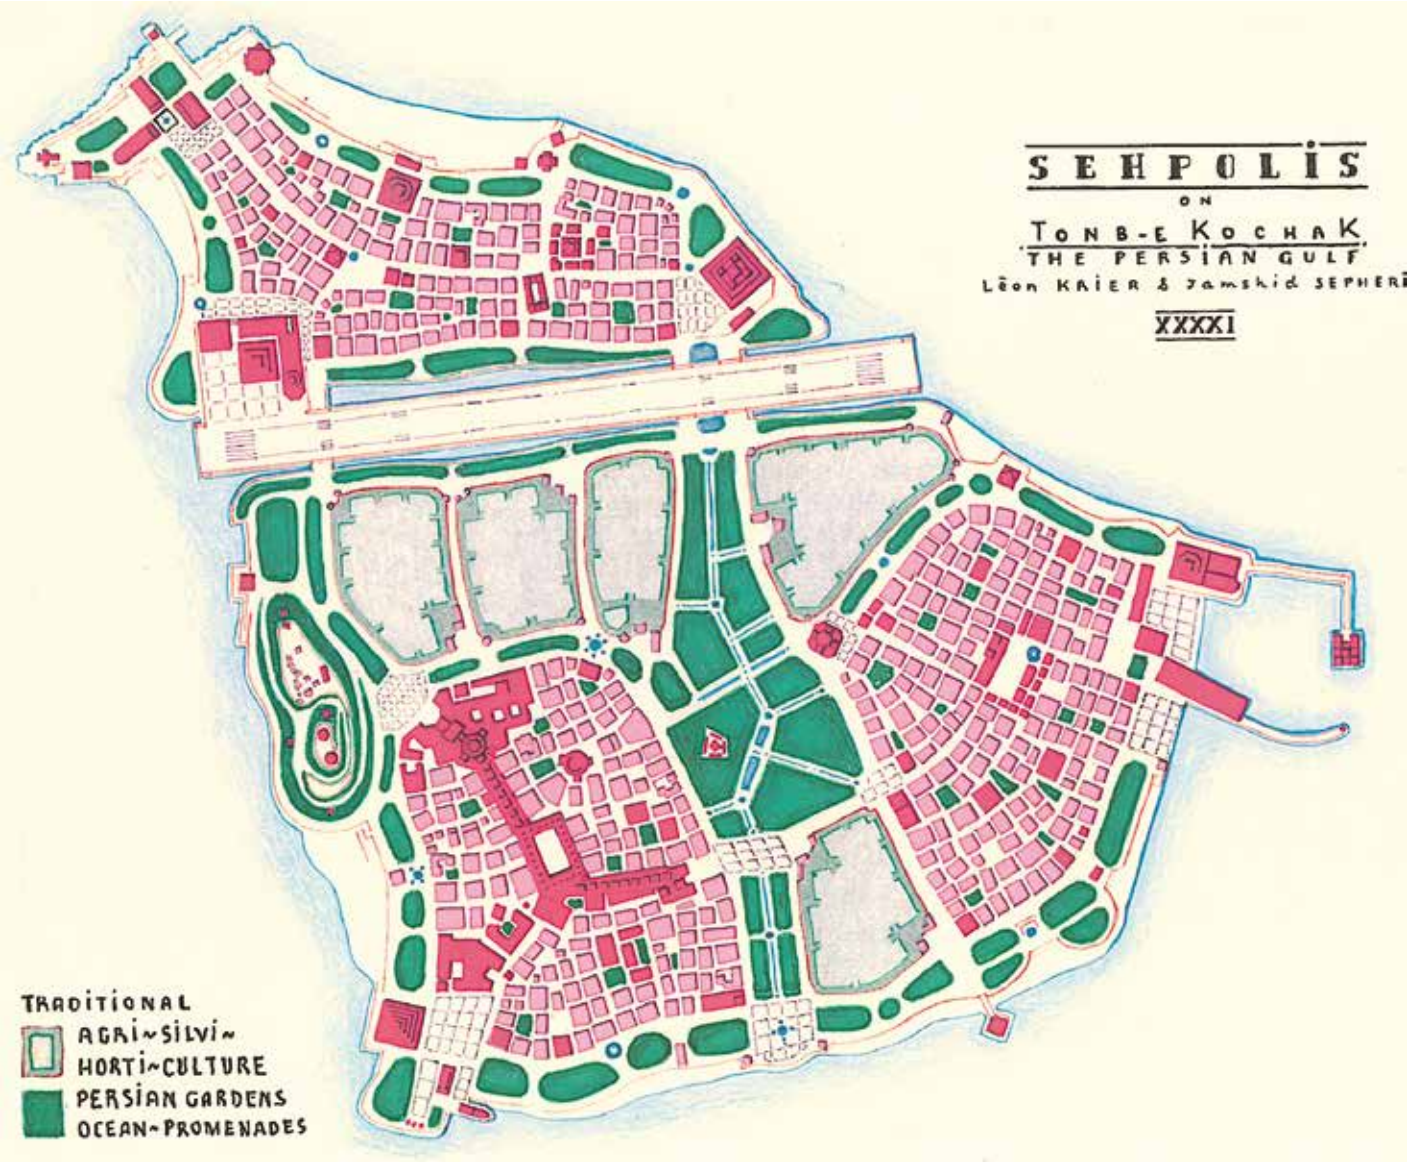 SEHPOLIS
ON
TONB-E KOCHAK
THE PERSIAN GULF
Lèon KRIER & Jamshid SEPHERI
XXXXI
TRADITIONAL
AGRI~SILVI~
HORTI~CULTURE
PERSIAN GARDENS
OCEAN~PROMENADES